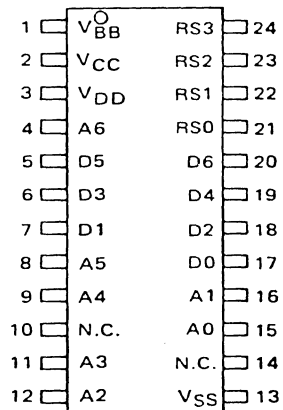 1 VBB RS3 24
2 VCC RS2 23
3 VDD RS1 22
4 A6 RS0 21
5 D5 D6 20
6 D3 D4 19
7 D1 D2 18
8 A5 D0 17
9 A4 A1 16
10 N.C. A0 15
11 A3 N.C. 14
12 A2 VSS 13